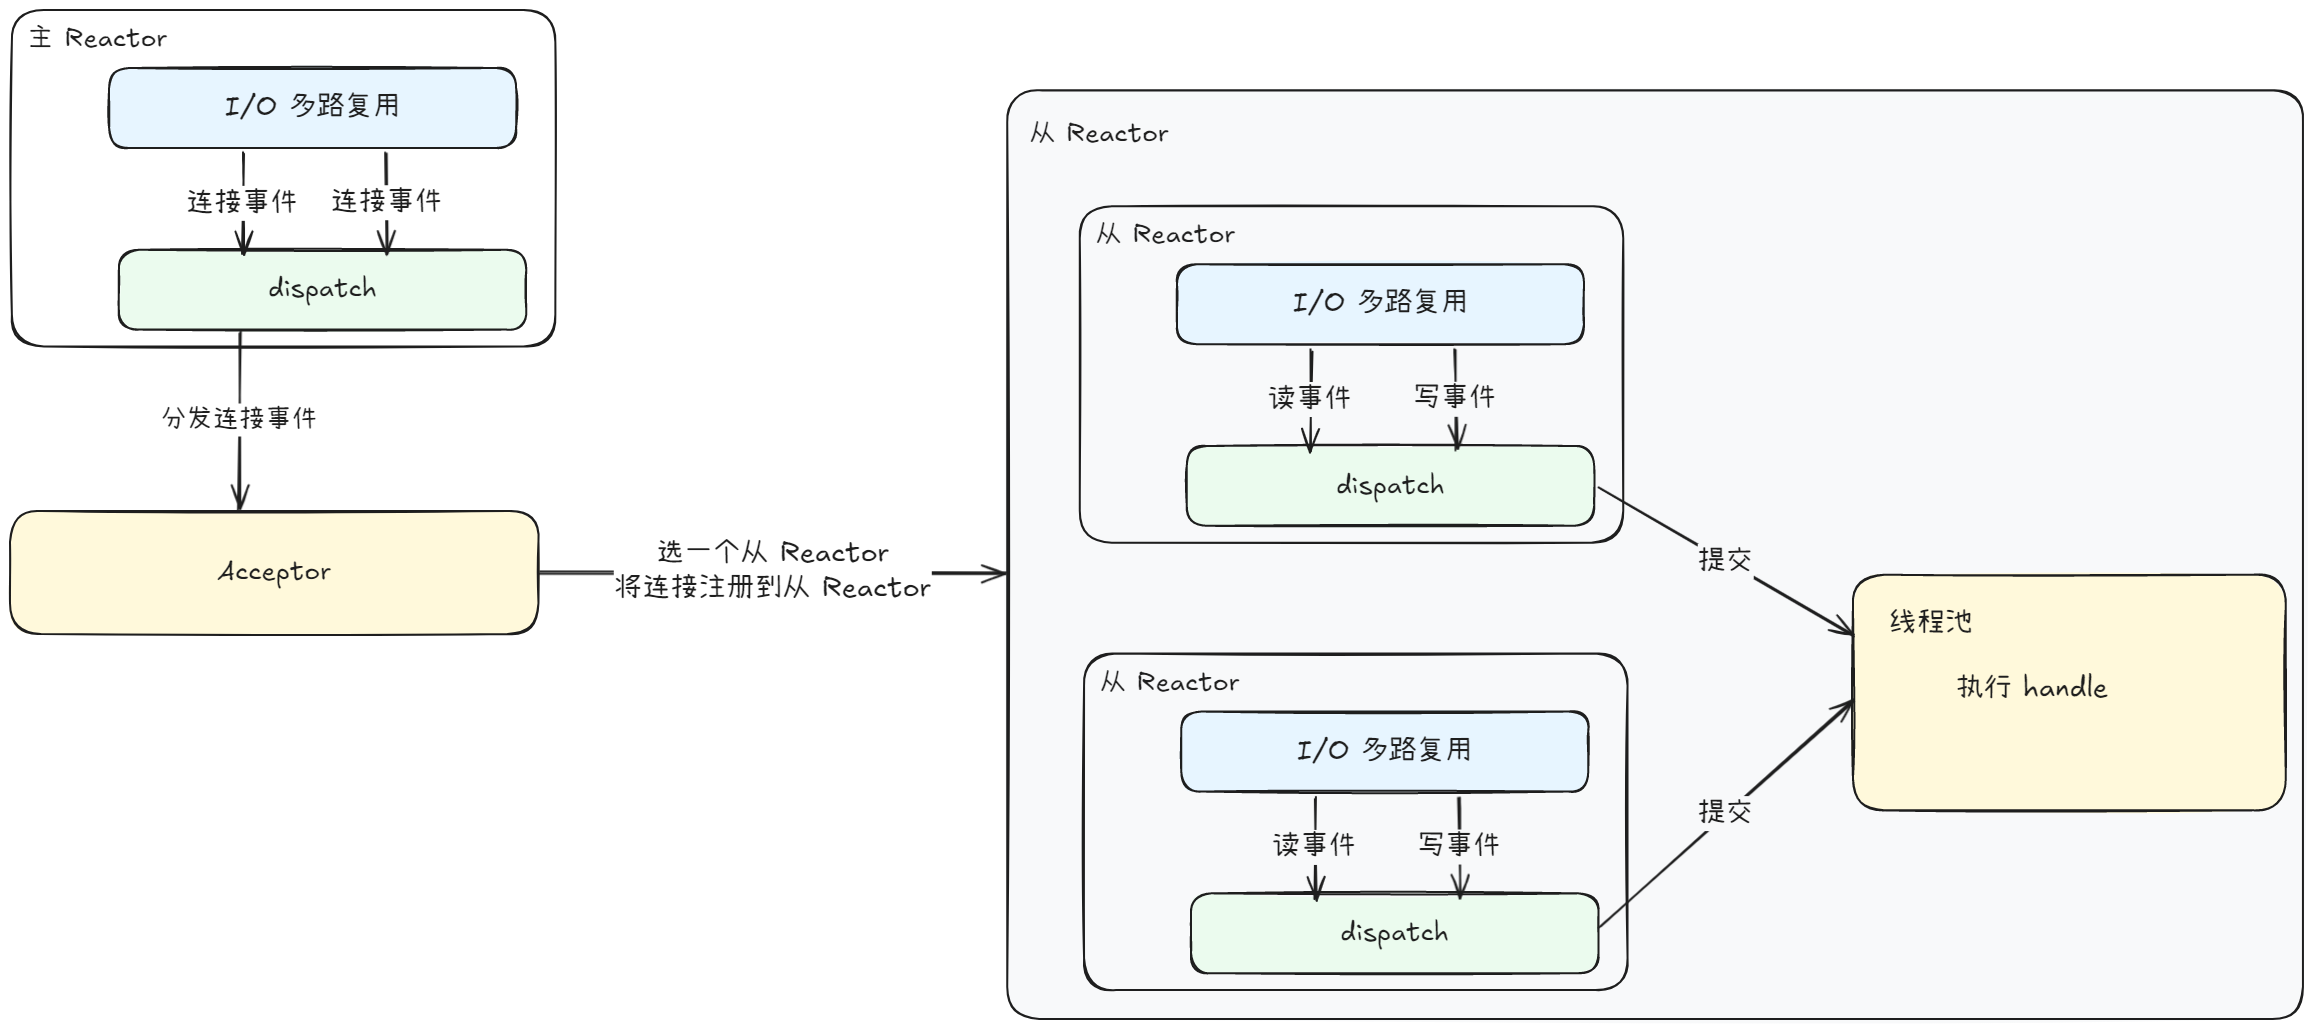 主 Reactor
I/O 多路复用
连接事件 连接事件
dispatch
分发连接事件
Acceptor
选一个从 Reactor
将连接注册到从 Reactor
从 Reactor
从 Reactor
I/O 多路复用
读事件 写事件
dispatch
提交
线程池
执行 handle
从 Reactor
I/O 多路复用
读事件 写事件
dispatch
提交